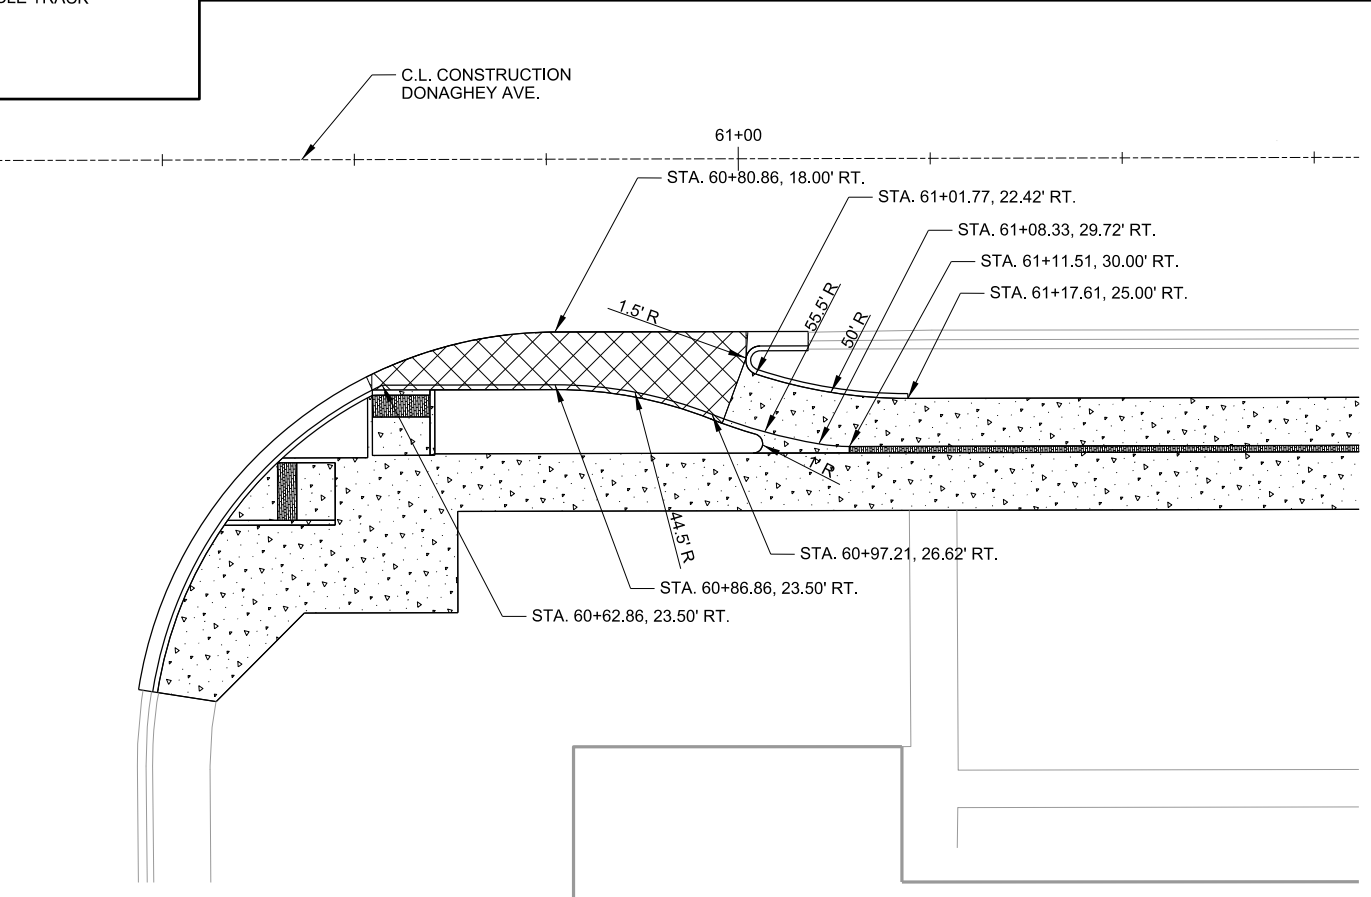 C.L. CONSTRUCTION
DONAGHEY AVE.
61+00
STA. 60+80.86, 18.00' RT.
STA. 61+01.77, 22.42' RT.
STA. 61+08.33, 29.72' RT.
STA. 61+11.51, 30.00' RT.
STA. 61+17.61, 25.00' RT.
1.5' R
55.5' R
50' R
1' R
44.5' R
STA. 60+97.21, 26.62' RT.
STA. 60+86.86, 23.50' RT.
STA. 60+62.86, 23.50' RT.